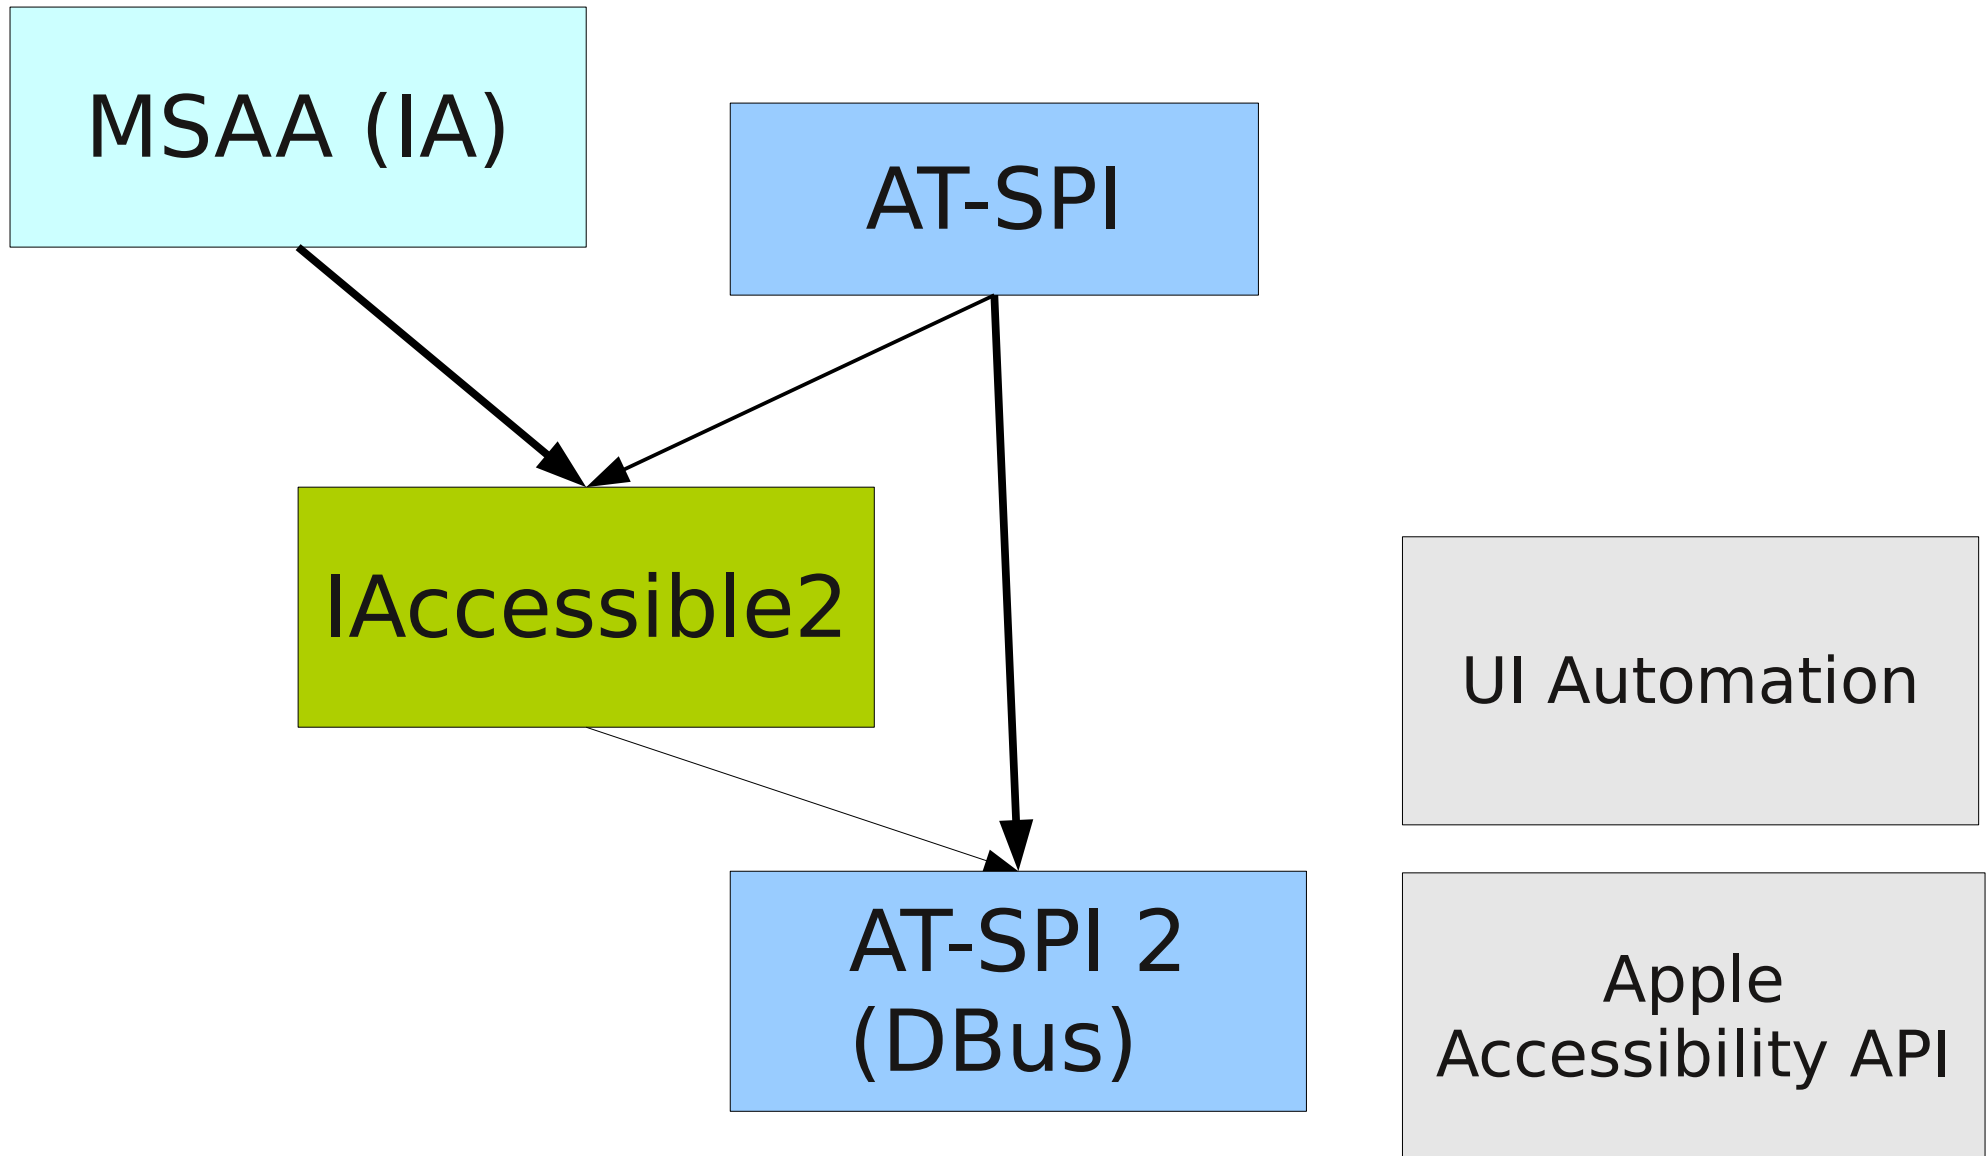 MSAA (IA)
AT-SPI
IAccessible2
UI Automation
AT-SPI 2
(DBus)
Apple
Accessibility API